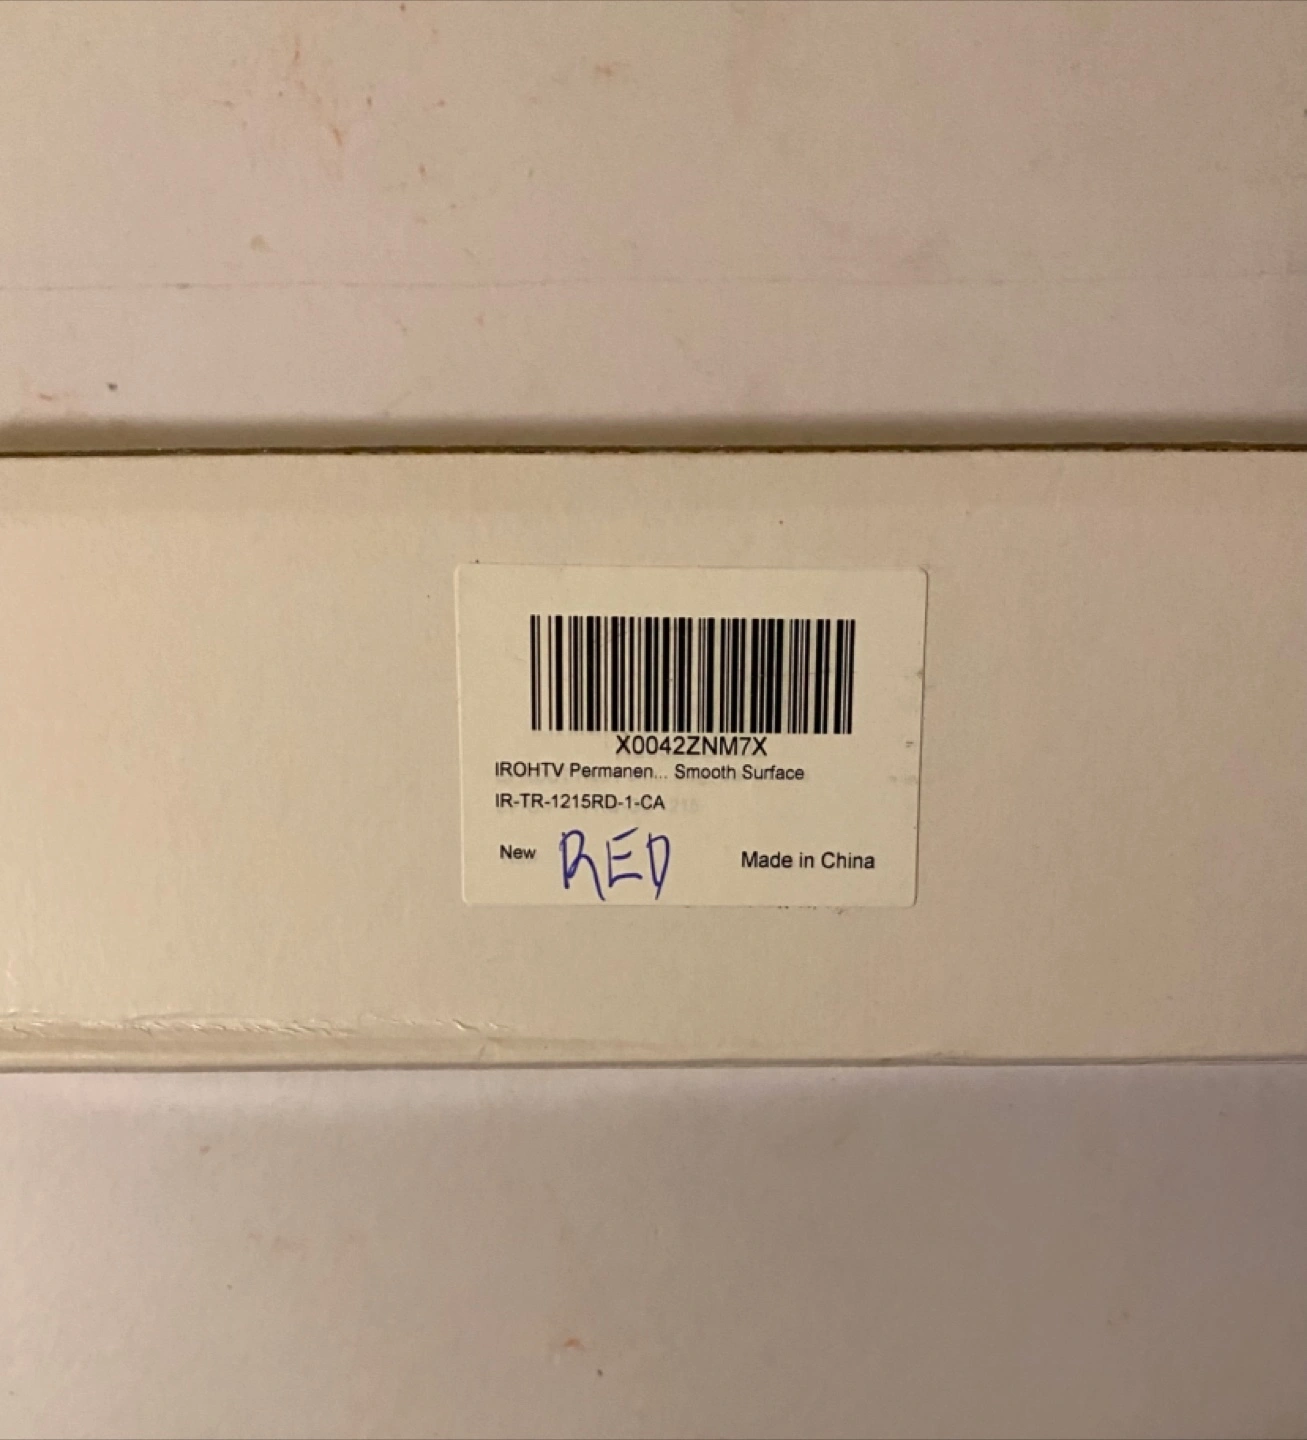 X0042ZNM7X
IROHTV Permanen... Smooth Surface
IR-TR-1215RD-1-CA
New RED Made in China